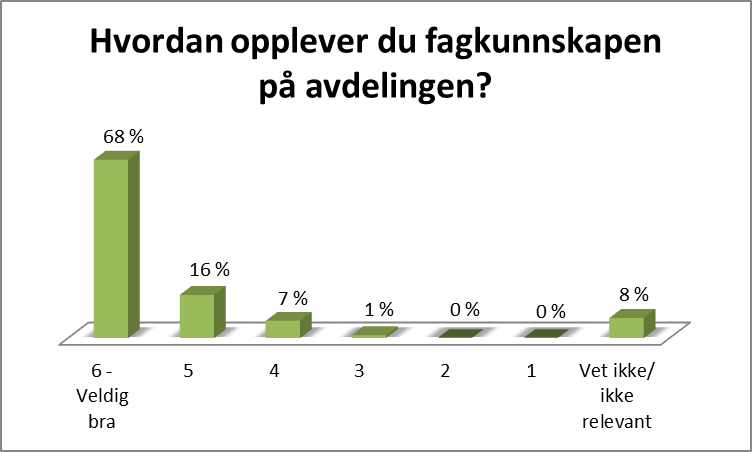 Hvordan opplever du fagkunnskapen
på avdelingen?
68 %
16 %
7 %
1 %
0 %
0 %
8 %
6 -
Veldig
bra
5
4
3
2
1
Vet ikke/
ikke
relevant